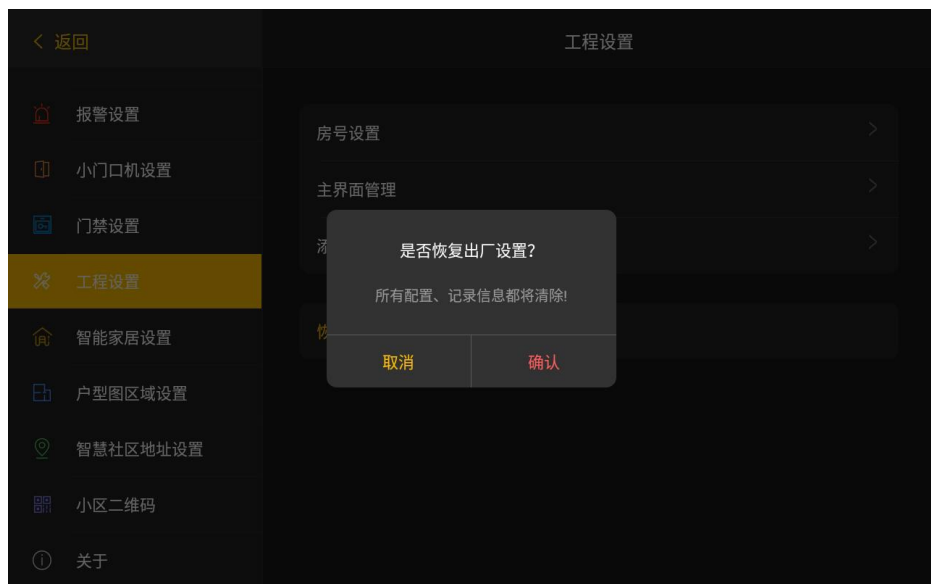 返回
工程设置
报警设置
小门口机设置
门禁设置
工程设置
智能家居设置
户型图区域设置
智慧社区地址设置
小区二维码
关于
房号设置
主界面管理
添
恢
是否恢复出厂设置?
所有配置、记录信息都将清除!
取消
确认